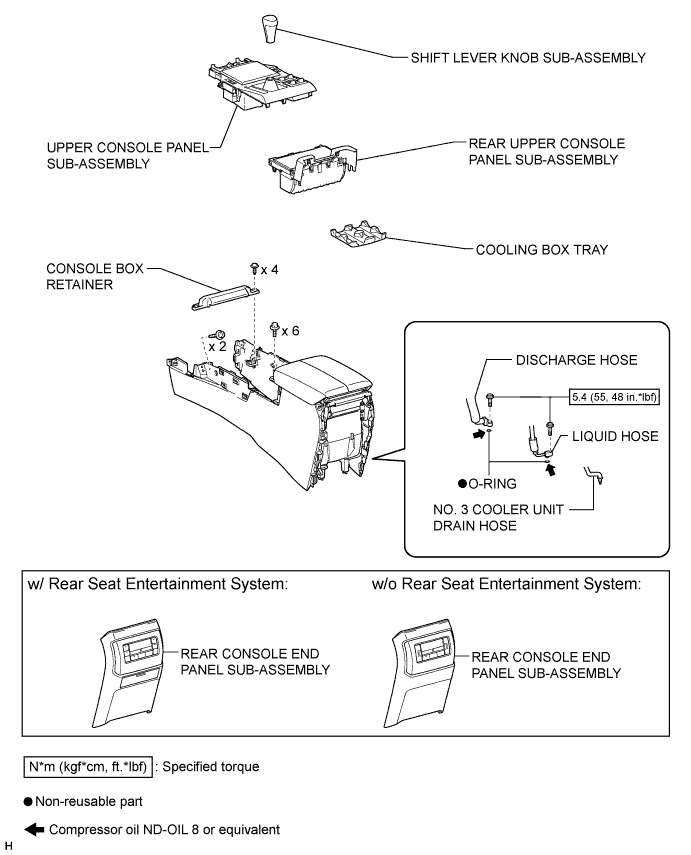 SHIFT LEVER KNOB SUB-ASSEMBLY
UPPER CONSOLE PANEL
SUB-ASSEMBLY
REAR UPPER CONSOLE
PANEL SUB-ASSEMBLY
COOLING BOX TRAY
CONSOLE BOX
RETAINER
x 4
x 6
x 2
DISCHARGE HOSE
5.4 (55, 48 in.*lbf)
LIQUID HOSE
●O-RING
NO. 3 COOLER UNIT
DRAIN HOSE
w/ Rear Seat Entertainment System:
w/o Rear Seat Entertainment System:
REAR CONSOLE END
PANEL SUB-ASSEMBLY
REAR CONSOLE END
PANEL SUB-ASSEMBLY
N*m (kgf*cm, ft.*lbf) : Specified torque
● Non-reusable part
Compressor oil ND-OIL 8 or equivalent
H